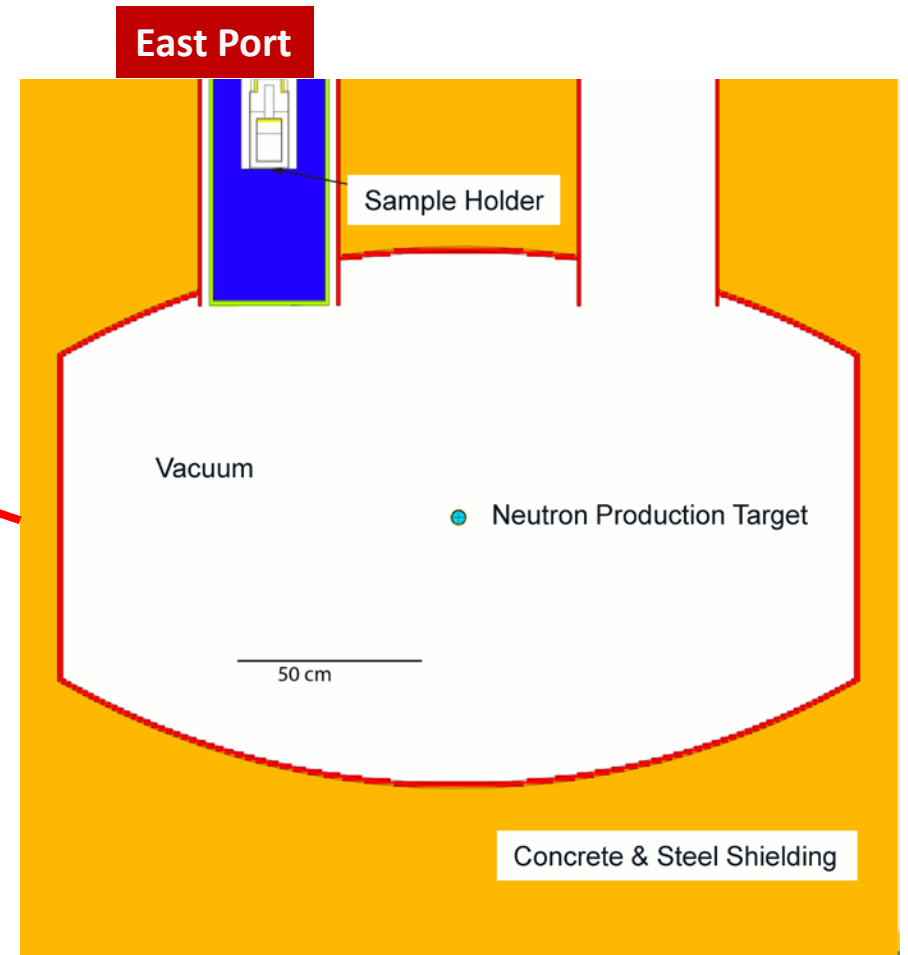 East Port
Sample Holder
Vacuum
Neutron Production Target
50 cm
Concrete & Steel Shielding